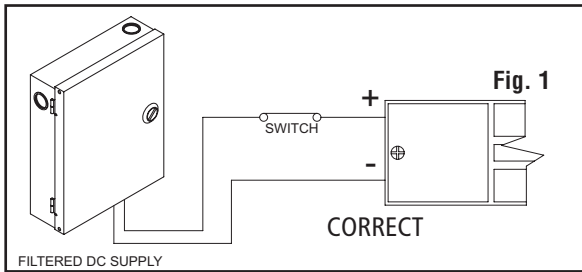 Fig. 1
+
SWITCH
-
CORRECT
FILTERED DC SUPPLY